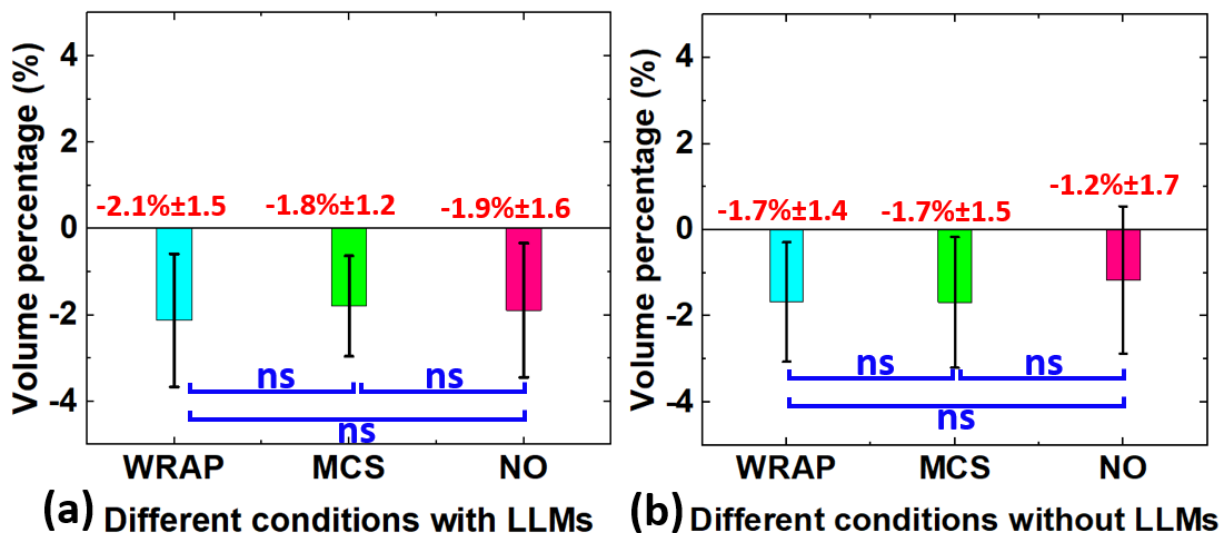 Volume percentage (%)
4
2
0
-2
-4
-2.1%±1.5
-1.8%±1.2
-1.9%±1.6
ns
ns
ns
WRAP
MCS
NO
(a) Different conditions with LLMs
Volume percentage (%)
4
2
0
-2
-4
-1.7%±1.4
-1.7%±1.5
-1.2%±1.7
ns
ns
ns
WRAP
MCS
NO
(b) Different conditions without LLMs